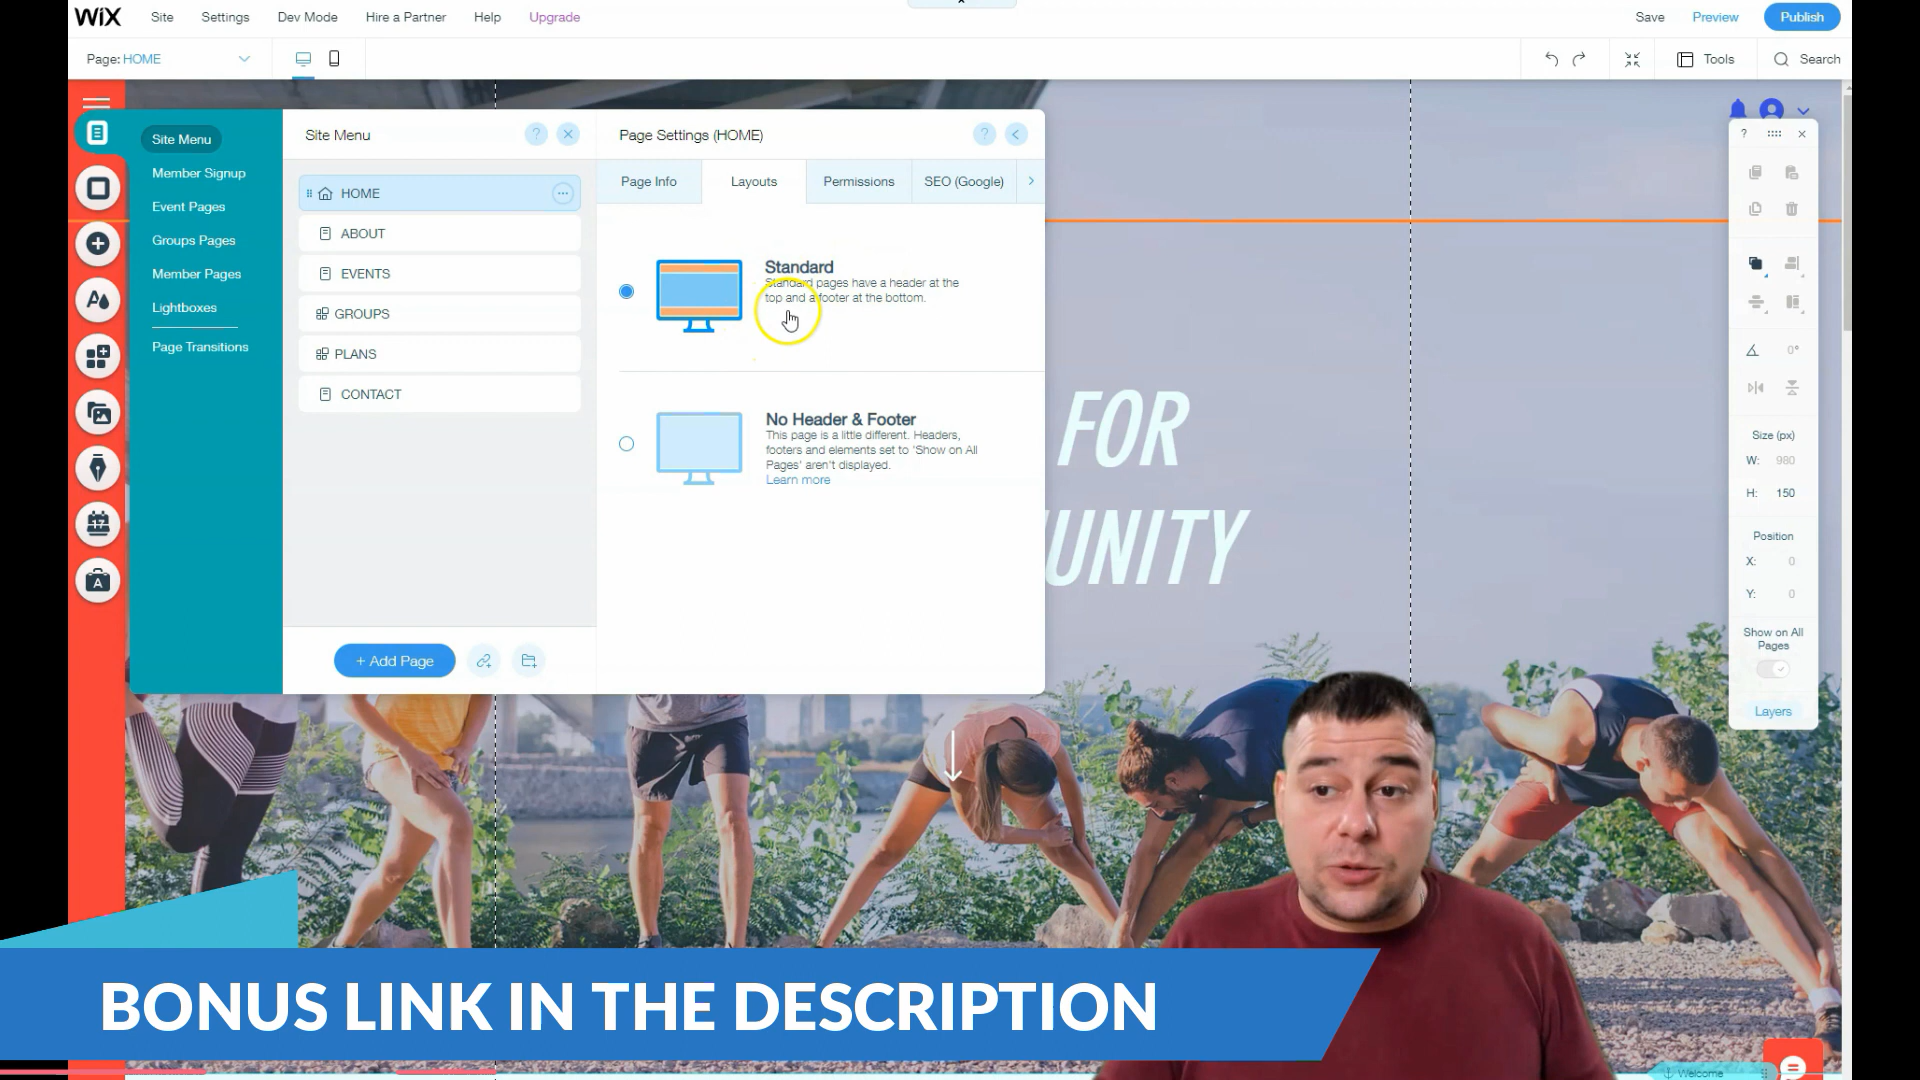 WiX
Site
Settings
Dev Mode
Hire a Partner
Help
Upgrade
Save
Preview
Publish
Page: HOME
Tools
Search
Site Menu
Member Signup
Event Pages
Groups Pages
Member Pages
Lightboxes
Page Transitions
Site Menu
?
HOME
ABOUT
EVENTS
GROUPS
PLANS
CONTACT
+ Add Page
Page Settings (HOME)
?
Page Info
Layouts
Permissions
SEO (Google)
Standard
Standard pages have a header at the
top and a footer at the bottom.
No Header & Footer
This page is a little different. Headers,
footers and elements set to 'Show on All
Pages' aren't displayed.
Learn more
FOR
UNITY
?
0°
Size (px)
W: 980
H: 150
Position
X: 0
Y: 0
Show on All
Pages
Layers
17
A
A
BONUS LINK IN THE DESCRIPTION
Welcome